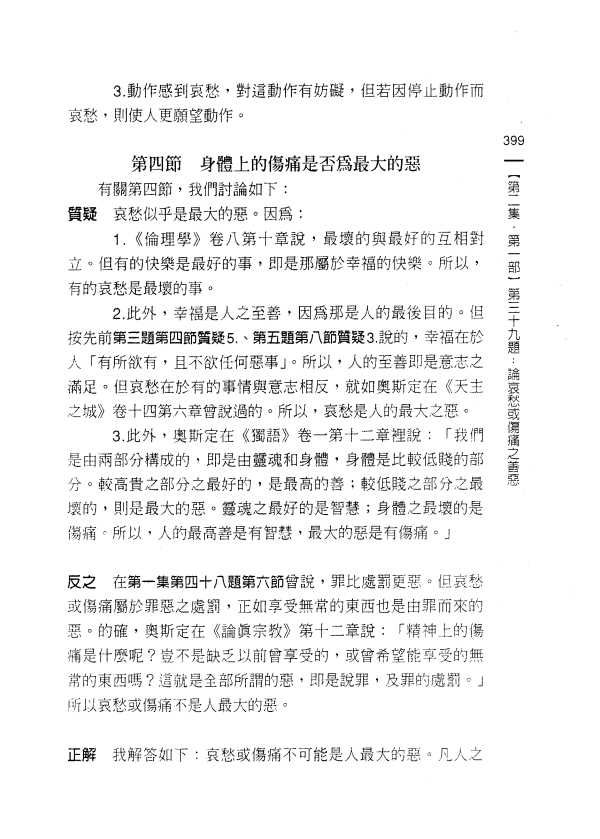 3.動作感到哀愁，對這動作有妨礙，但若因停止動作而
哀愁，則使人更願望動作。
第四節　身體上的傷痛是否爲最大的惡
有關第四節，我們討論如下：
質疑　哀愁似乎是最大的惡。因爲：
1.《倫理學》卷八第十章說，最壞的與最好的互相對
立。但有的快樂是最好的事，即是那屬於幸福的快樂。所以，
有的哀愁是最壞的事。
2.此外，幸福是人之至善，因爲那是人的最後目的。但
按先前第三題第四節質疑5.、第五題第八節質疑3.說的，幸福在於
人「有所欲有，且不欲任何惡事」。所以，人的至善即是意志之
滿足。但哀愁在於有的事情與意志相反，就如奧斯定在《天主
之城》卷十四第六章曾說過的。所以，哀愁是人的最大之惡。
3.此外，奧斯定在《獨語》卷一第十二章裡說：「我們
是由兩部分構成的，即是由靈魂和身體，身體是比較低賤的部
分。較高貴之部分之最好的，是最高的善；較低賤之部分之最
壞的，則是最大的惡。靈魂之最好的是智慧；身體之最壞的是
傷痛。所以，人的最高善是有智慧，最大的惡是有傷痛。」
反之　在第一集第四十八題第六節曾說，罪比處罰更惡。但哀愁
或傷痛屬於罪惡之處罰，正如享受無常的東西也是由罪而來的
惡。的確，奧斯定在《論眞宗教》第十二章說：「精神上的傷
痛是什麼呢？豈不是缺乏以前曾享受的，或曾希望能享受的無
常的東西嗎？這就是全部所謂的惡，即是說罪，及罪的處罰。」
所以哀愁或傷痛不是人最大的惡。
正解　我解答如下：哀愁或傷痛不可能是人最大的惡。凡人之
399
【第二集．第一部】第三十九題：論哀愁或傷痛之善惡